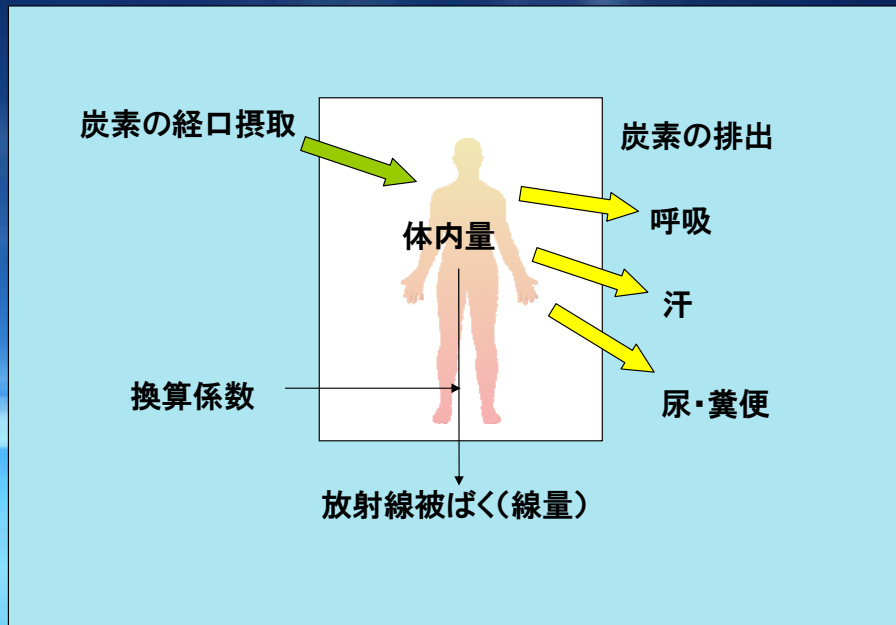 炭素の経口摂取
炭素の排出
呼吸
体内量
汗
換算係数
尿・糞便
放射線被ばく（線量）